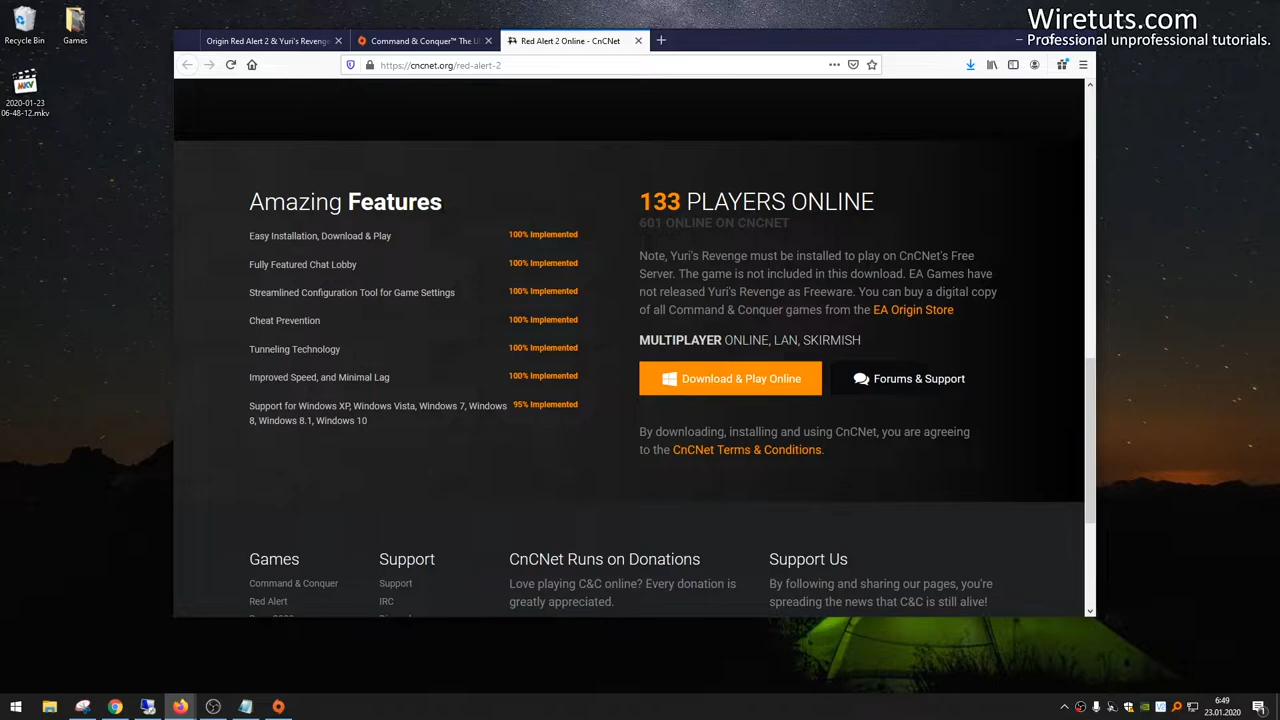 Wiretuts.com
Professional unprofessional tutorials.
Recycle Bin
Games
2020-01-23
06-48-12.mkv
MKV
Origin Red Alert 2 & Yuri's Revenge
Command & Conquer™ The Ul
Red Alert 2 Online - CnCNet
https://cncnet.org/red-alert-2
Amazing Features
Easy Installation, Download & Play 100% Implemented
Fully Featured Chat Lobby 100% Implemented
Streamlined Configuration Tool for Game Settings 100% Implemented
Cheat Prevention 100% Implemented
Tunneling Technology 100% Implemented
Improved Speed, and Minimal Lag 100% Implemented
Support for Windows XP, Windows Vista, Windows 7, Windows 95% Implemented
8, Windows 8.1, Windows 10
133 PLAYERS ONLINE
601 ONLINE ON CNCNET
Note, Yuri's Revenge must be installed to play on CnCNet's Free
Server. The game is not included in this download. EA Games have
not released Yuri's Revenge as Freeware. You can buy a digital copy
of all Command & Conquer games from the EA Origin Store
MULTIPLAYER ONLINE, LAN, SKIRMISH
Download & Play Online
Forums & Support
By downloading, installing and using CnCNet, you are agreeing
to the CnCNet Terms & Conditions.
Games
Command & Conquer
Red Alert
Support
Support
IRC
CnCNet Runs on Donations
Love playing C&C online? Every donation is
greatly appreciated.
Support Us
By following and sharing our pages, you're
spreading the news that C&C is still alive!
6:49
23.01.2020